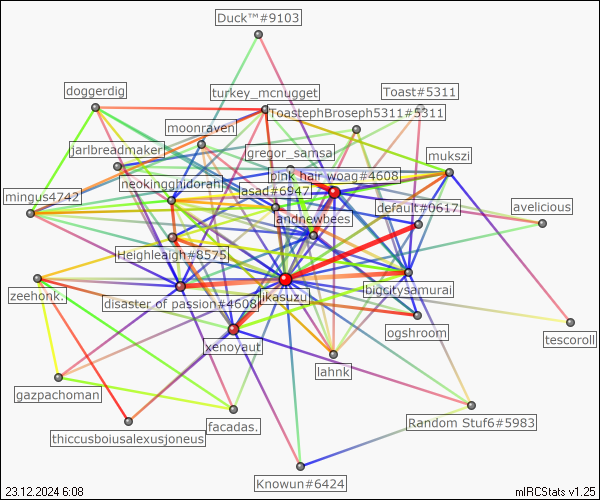 Duck™#9103
doggerdig
turkey_mcnugget
Toast#5311
ToastephBroseph5311#5311
moonraven
jarlbreadmaker
gregor_samsa
mukszi
pink hair woag#4608
neokingghidorah
asad#6947
mingus4742
default#0617
avelicious
andnewbees
Heighleaigh#8575
zeehonk.
disaster of passion#4608
ikasuzu
bigcitysamurai
ogshroom
tescoroll
xenoyaut
lahnk
gazpachoman
facadas.
Random Stuf6#5983
thiccusboiusalexusjoneus
Knowun#6424
23.12.2024 6:08
mIRCStats v1.25